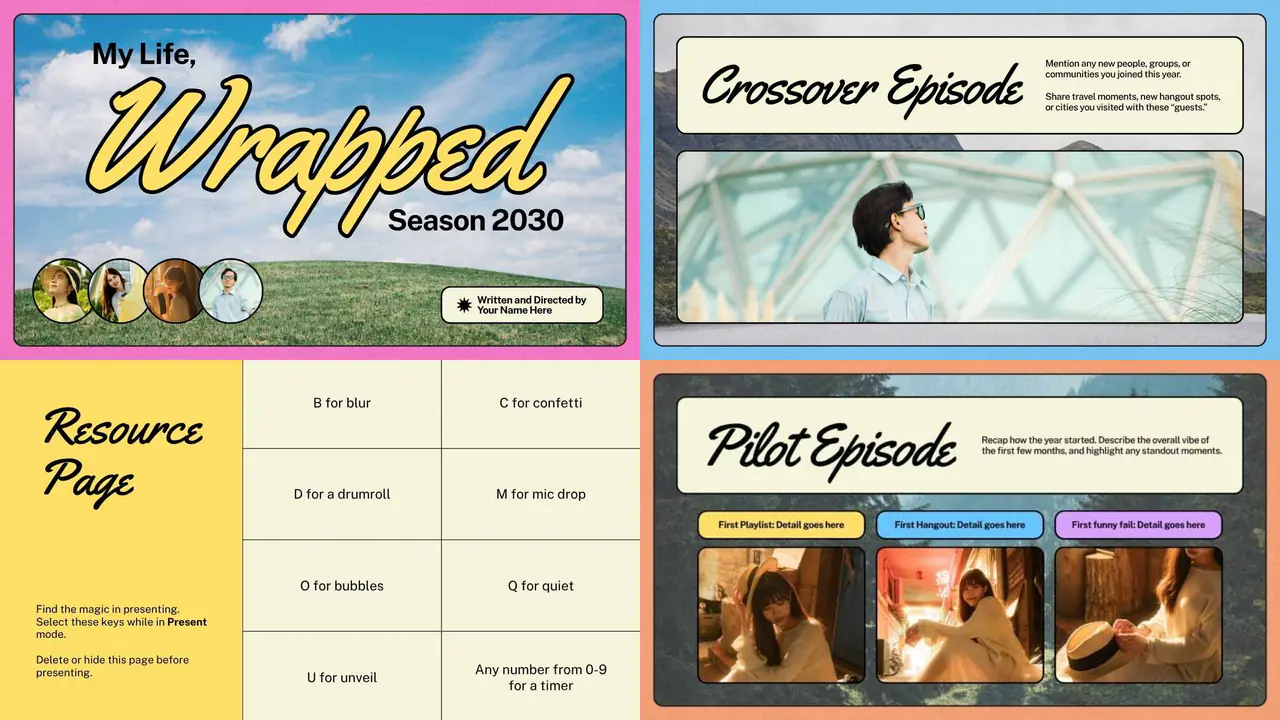 My Life,
Wrapped
Season 2030
Written and Directed by
Your Name Here
Crossover Episode
Mention any new people, groups, or
communities you joined this year.
Share travel moments, new hangout spots,
or cities you visited with these “guests.”
Resource
Page
Find the magic in presenting.
Select these keys while in Present
mode.
Delete or hide this page before
presenting.
B for blur
C for confetti
D for a drumroll
M for mic drop
O for bubbles
Q for quiet
U for unveil
Any number from 0-9
for a timer
Pilot Episode
Recap how the year started. Describe the overall vibe of
the first few months, and highlight any standout moments.
First Playlist: Detail goes here
First Hangout: Detail goes here
First funny fail: Detail goes here